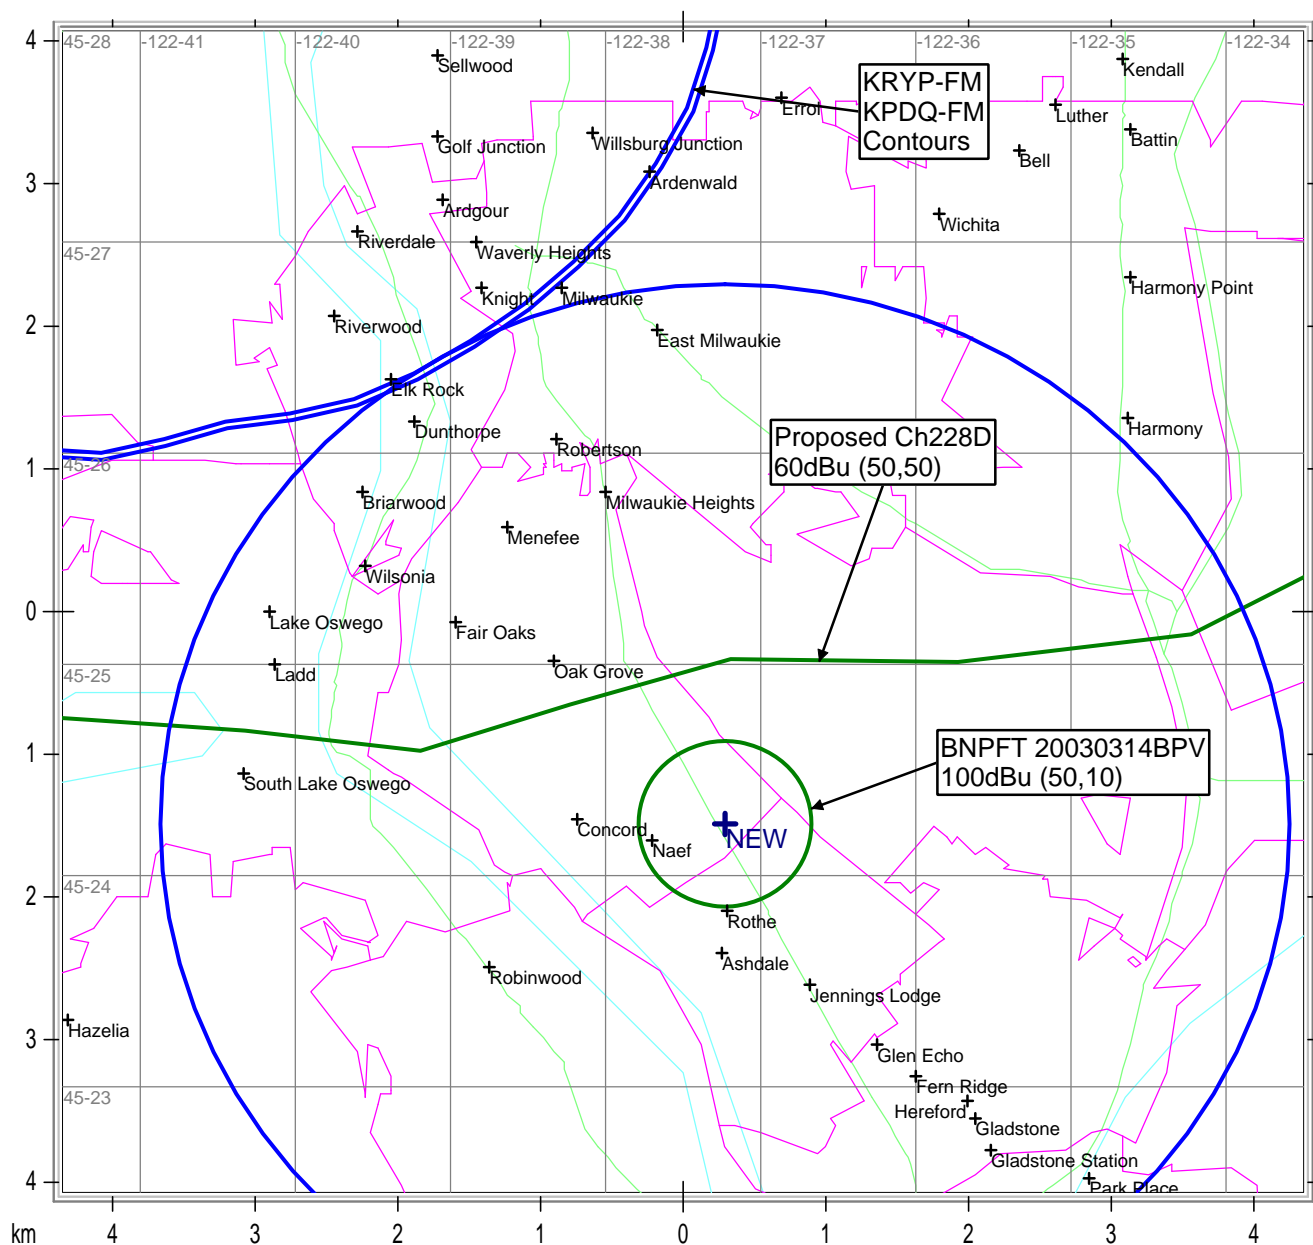 4
45-28
-122-41
-122-40
-122-39
-122-38
-122-37
-122-36
-122-35
-122-34
Sellwood
Kendall
KRYP-FM
KPDQ-FM
Contours
Errol
Luther
Battin
Golf Junction
Willsburg Junction
Bell
3
Ardenwald
Ardgour
Wichita
Riverdale
Waverly Heights
45-27
Harmony Point
Knight
Milwaukie
2
Riverwood
East Milwaukie
Elk Rock
Dunthorpe
Harmony
Proposed Ch228D
60dBu (50,50)
Robertson
1
45-26
Briarwood
Milwaukie Heights
Menefee
Wilsonia
0
Lake Oswego
Fair Oaks
Ladd
Oak Grove
45-25
1
BNPFT 20030314BPV
100dBu (50,10)
South Lake Oswego
Concord
NEW
Naef
45-24
2
Rothe
Ashdale
Robinwood
Jennings Lodge
Hazelia
3
Glen Echo
Fern Ridge
45-23
Hereford
Gladstone
Gladstone Station
4
Park Place
km
4
3
2
1
0
1
2
3
4